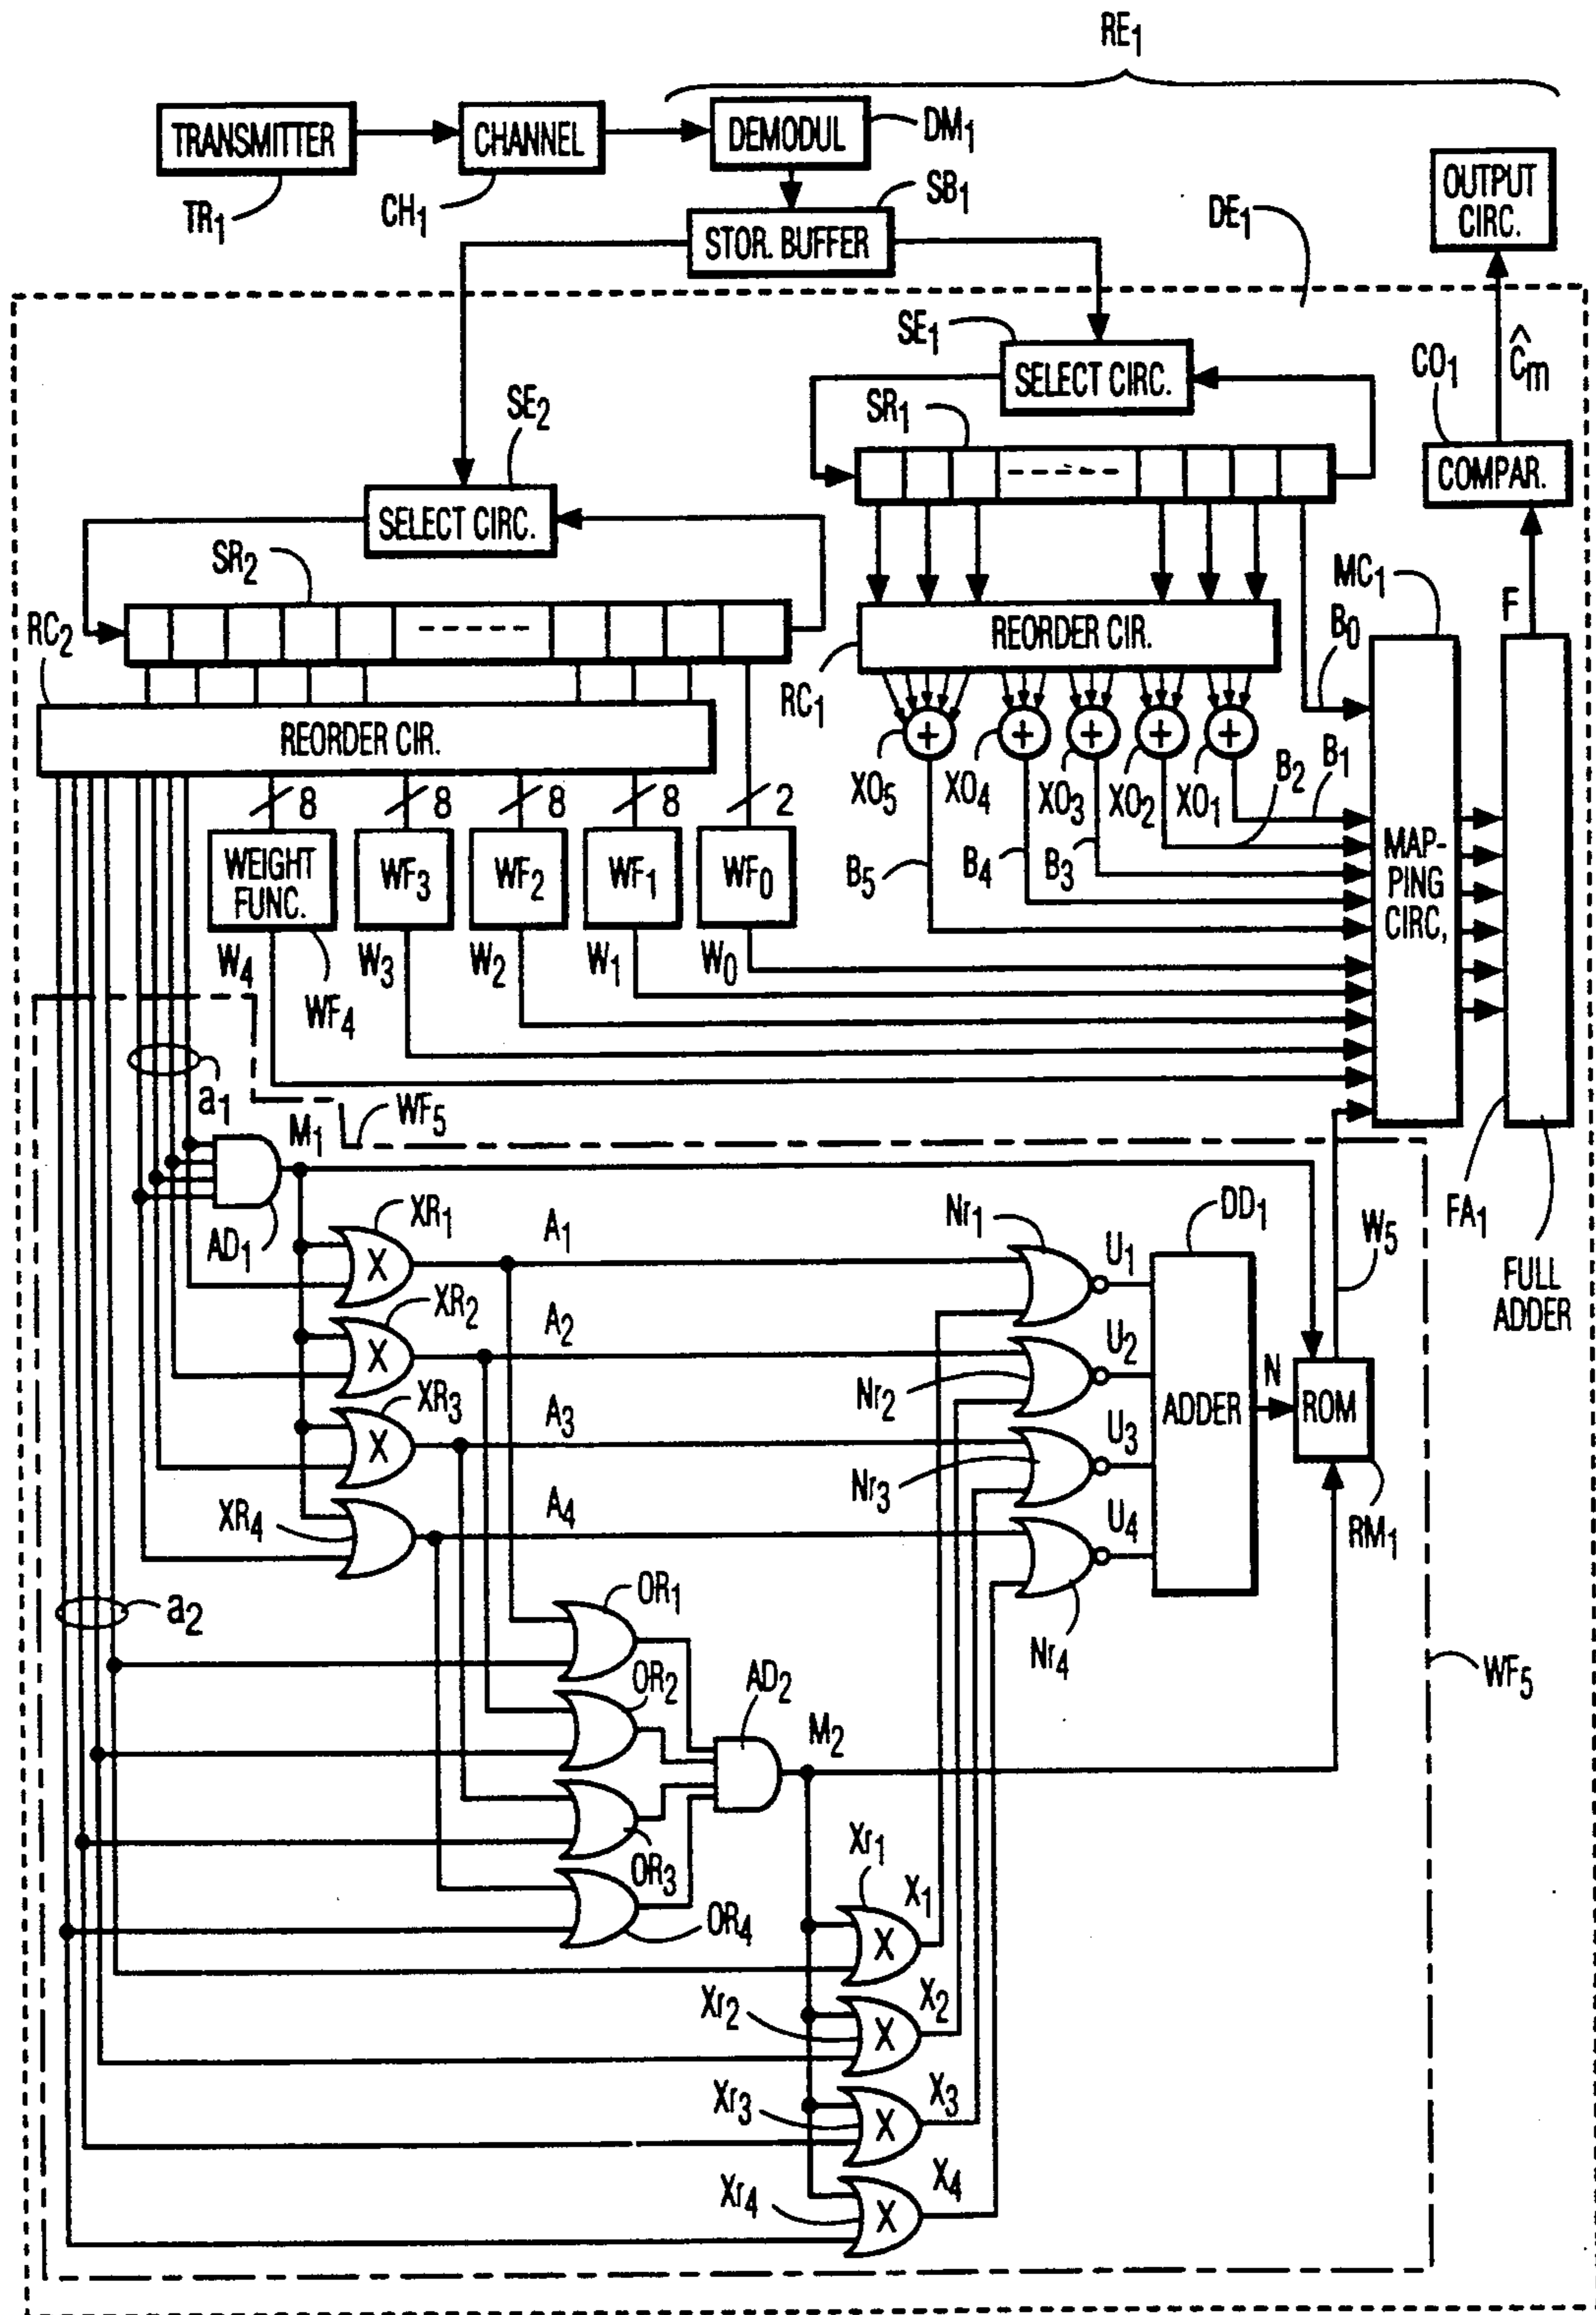 RE1
TRANSMITTER
CHANNEL
DEMODUL
DM1
TR1
CH1
SB1
STOR. BUFFER
DE1
OUTPUT
CIRC.
SE1
SELECT CIRC.
CO1
Ĉm
SR1
COMPAR.
SE2
SELECT CIRC.
SR2
RC2
MC1
F
REORDER CIR.
B0
RC1
REORDER CIR.
+ + + + +
XO5 XO4 XO3 XO2 XO1
B2 B1
8 8 8 8 2
WEIGHT
FUNC.
WF3 WF2 WF1 WF0
B5 B4 B3
MAP-
PING
CIRC,
W4 W3 W2 W1 W0
WF4
a1
M1
WF5
AD1
XR1
A1
Nr1
U1
DD1
W5
FA1
FULL
ADDER
X
XR2
A2
U2
X
Nr2
N
XR3
A3
ADDER
ROM
U3
X
Nr3
XR4
A4
U4
RM1
a2
OR1
Nr4
OR2
AD2
WF5
M2
OR3
Xr1
X1
OR4
X
Xr2
X2
X
Xr3
X3
X
Xr4
X4
X